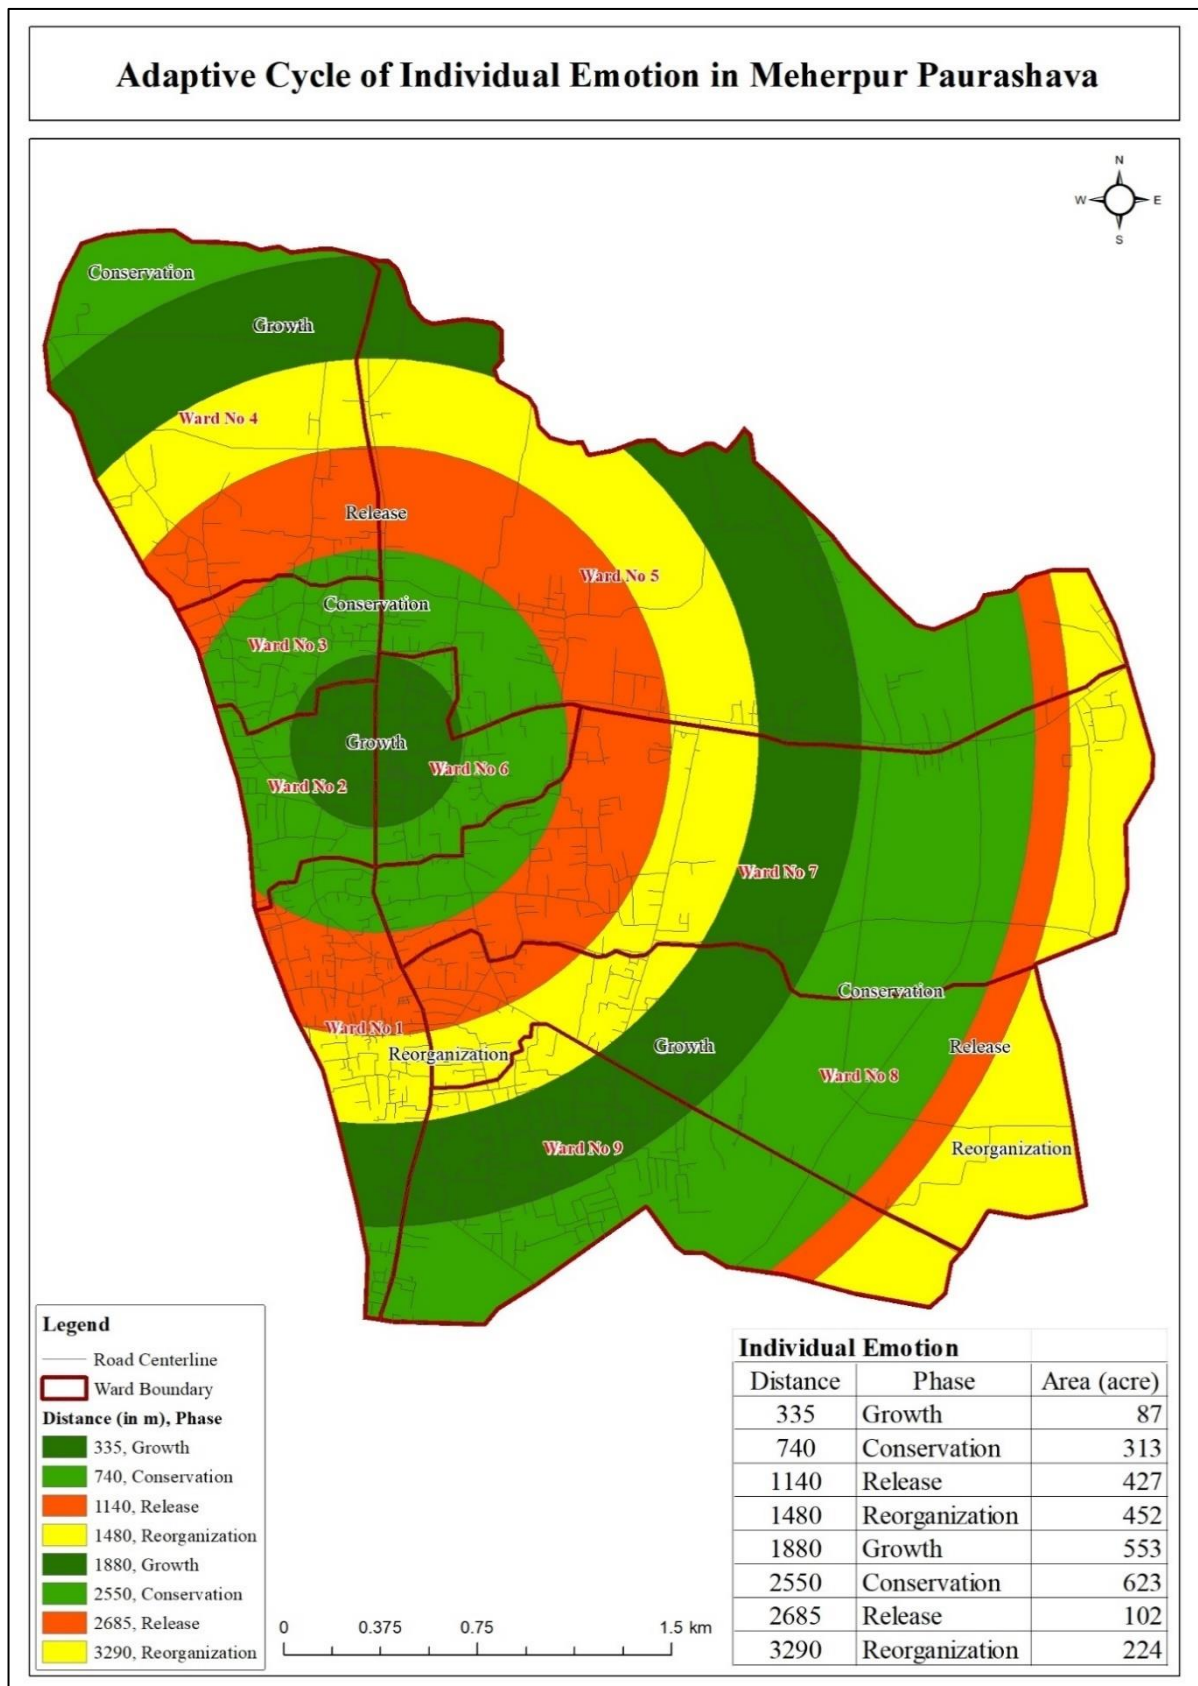 Adaptive Cycle of Individual Emotion in Meherpur Paurashava
N
W E
S
Conservation
Growth
Ward No 4
Release
Ward No 5
Conservation
Ward No 3
Growth
Ward No 6
Ward No 2
Ward No 7
Conservation
Ward No 1
Reorganization
Growth
Release
Ward No 8
Ward No 9
Reorganization
Legend
Road Centerline
Ward Boundary
Distance (in m), Phase
335, Growth
740, Conservation
1140, Release
1480, Reorganization
1880, Growth
2550, Conservation
2685, Release
3290, Reorganization
0 0.375 0.75 1.5 km
Individual Emotion
Distance Phase Area (acre)
335 Growth 87
740 Conservation 313
1140 Release 427
1480 Reorganization 452
1880 Growth 553
2550 Conservation 623
2685 Release 102
3290 Reorganization 224